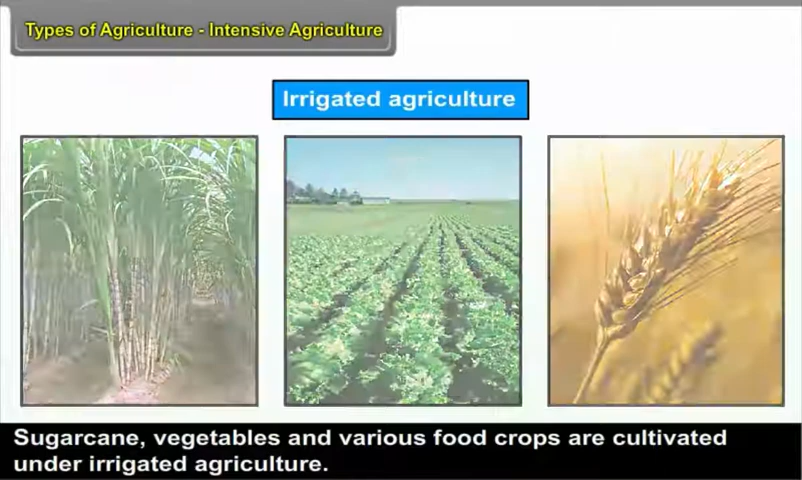 Types of Agriculture - Intensive Agriculture
Irrigated agriculture
Sugarcane, vegetables and various food crops are cultivated
under irrigated agriculture.